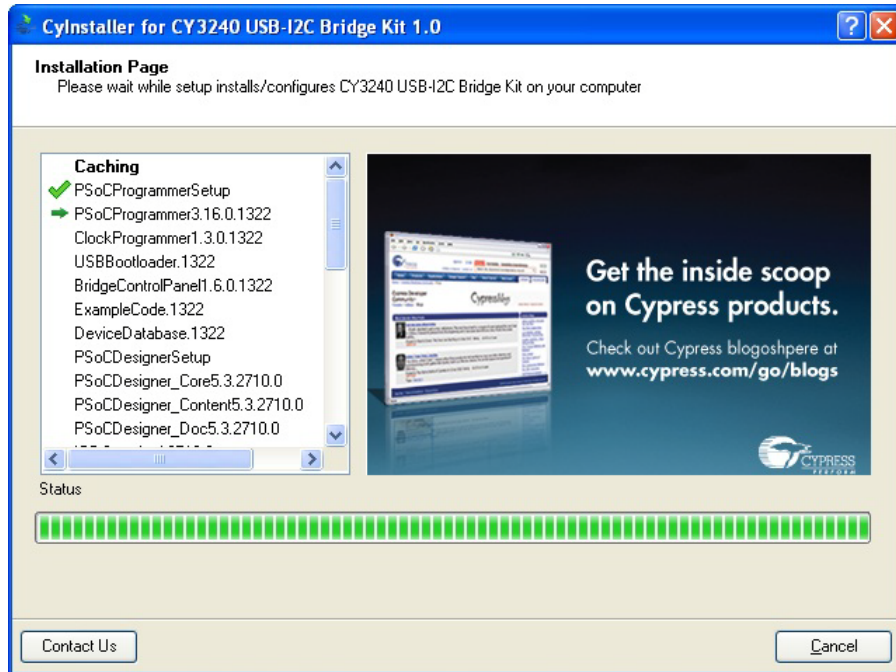 CyInstaller for CY3240 USB-I2C Bridge Kit 1.0
Installation Page
Please wait while setup installs/configures CY3240 USB-I2C Bridge Kit on your computer
Caching
PSoCProgrammerSetup
PSoCProgrammer3.16.0.1322
ClockProgrammer1.3.0.1322
USBBootloader.1322
BridgeControlPanel1.6.0.1322
ExampleCode.1322
DeviceDatabase.1322
PSoCDesignerSetup
PSoCDesigner_Core5.3.2710.0
PSoCDesigner_Content5.3.2710.0
PSoCDesigner_Doc5.3.2710.0
Get the inside scoop
on Cypress products.
Check out Cypress blogoshpere at
www.cypress.com/go/blogs
CYPRESS
PERFORM
Status
Contact Us
Cancel